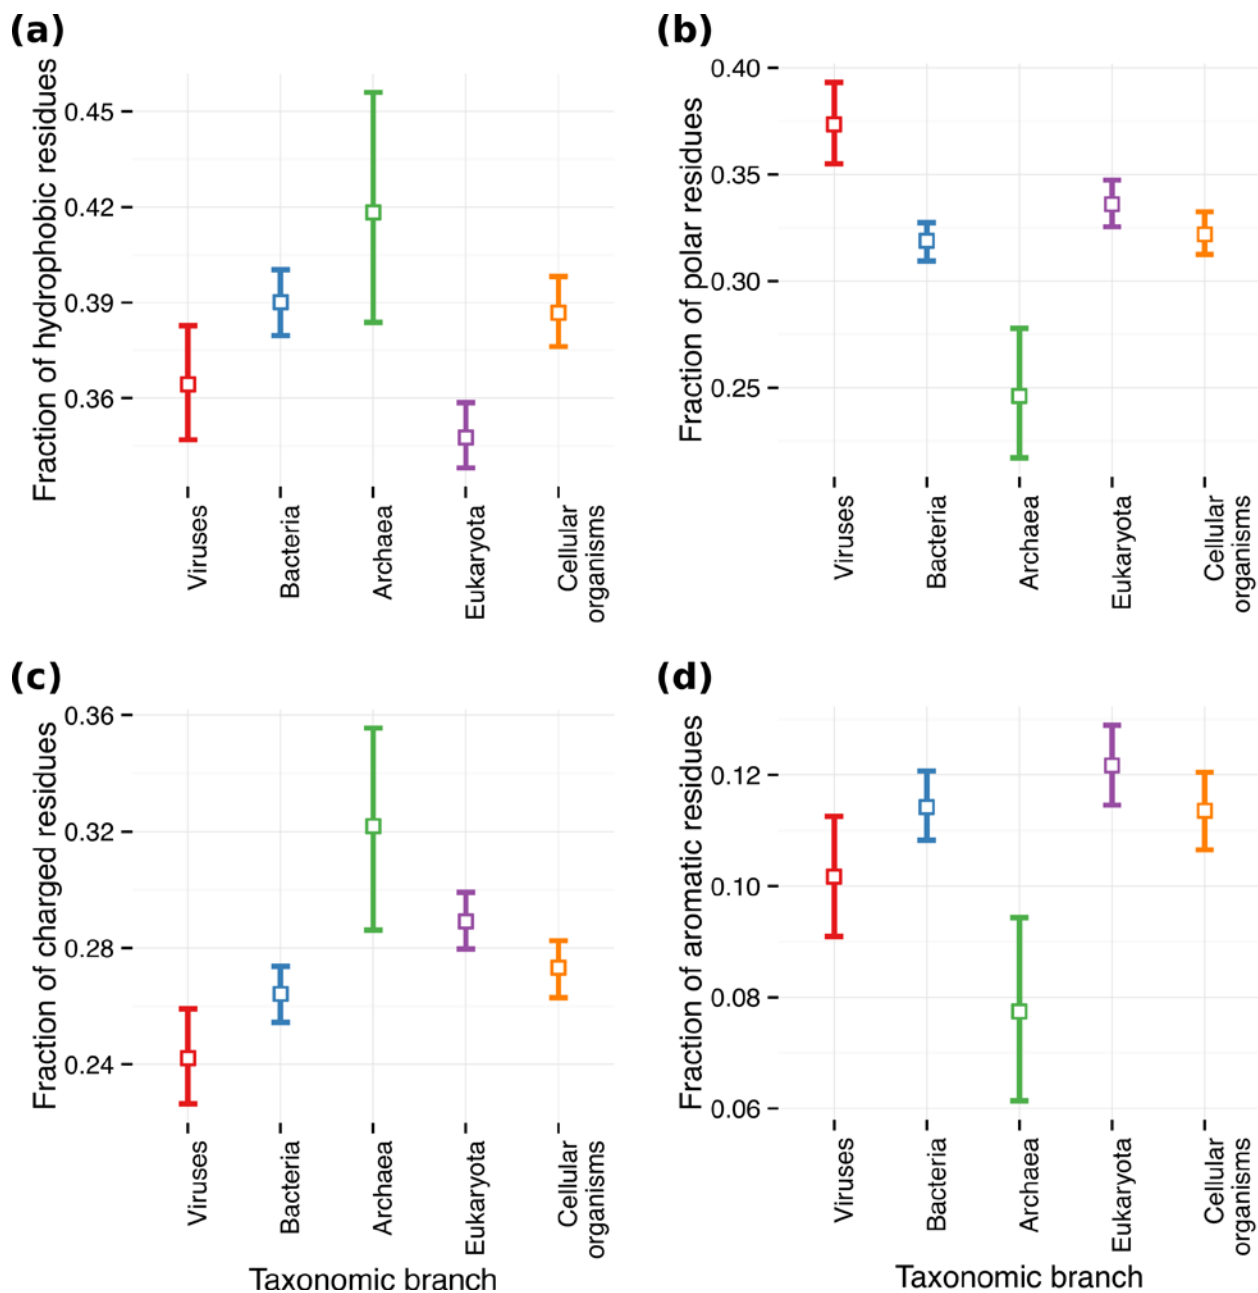 (a)
Fraction of hydrophobic residues
0.45
0.42
0.39
0.36
Viruses
Bacteria
Archaea
Eukaryota
Cellular
organisms
(b)
Fraction of polar residues
0.40
0.35
0.30
0.25
Viruses
Bacteria
Archaea
Eukaryota
Cellular
organisms
(c)
Fraction of charged residues
0.36
0.32
0.28
0.24
Viruses
Bacteria
Archaea
Eukaryota
Cellular
organisms
Taxonomic branch
(d)
Fraction of aromatic residues
0.12
0.10
0.08
0.06
Viruses
Bacteria
Archaea
Eukaryota
Cellular
organisms
Taxonomic branch